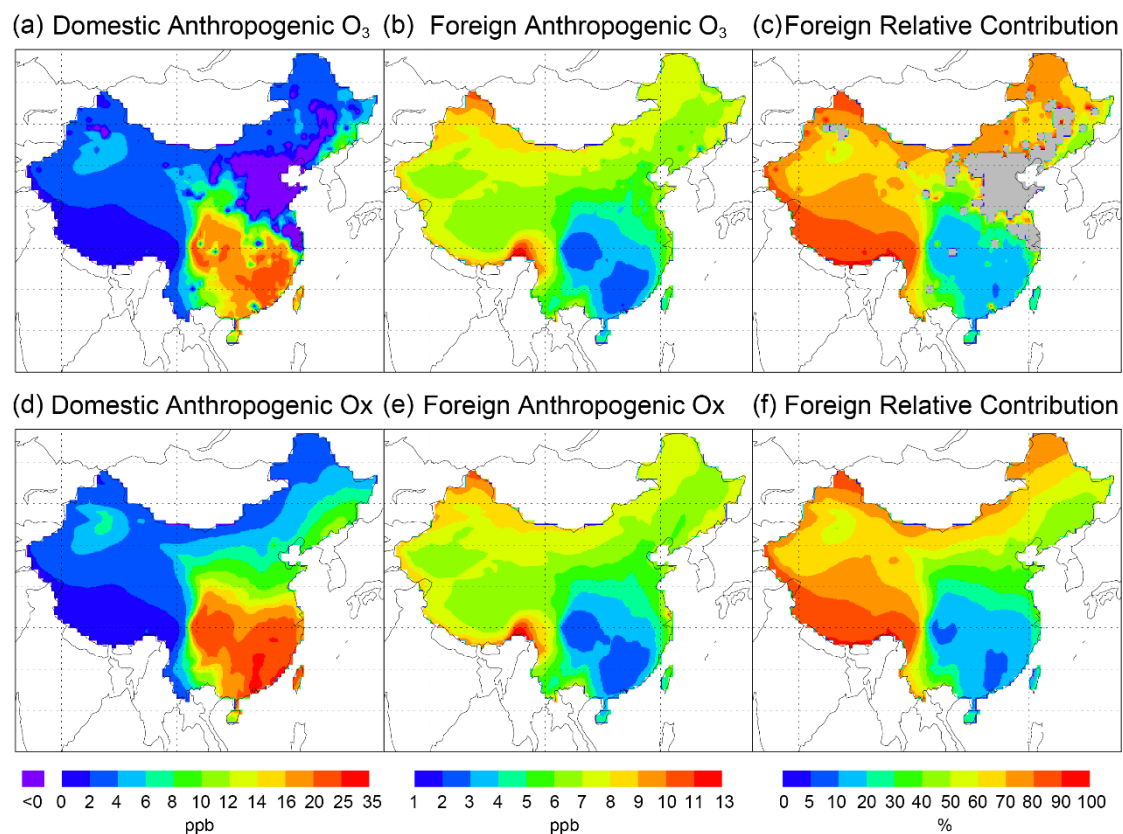 (a) Domestic Anthropogenic O₃
(b) Foreign Anthropogenic O₃
(c) Foreign Relative Contribution
(d) Domestic Anthropogenic Ox
(e) Foreign Anthropogenic Ox
(f) Foreign Relative Contribution
<0 0 2 4 6 8 10 12 14 16 20 25 35
ppb
1 2 3 4 5 6 7 8 9 10 11 13
ppb
0 5 10 20 30 40 50 60 70 80 90 100
%